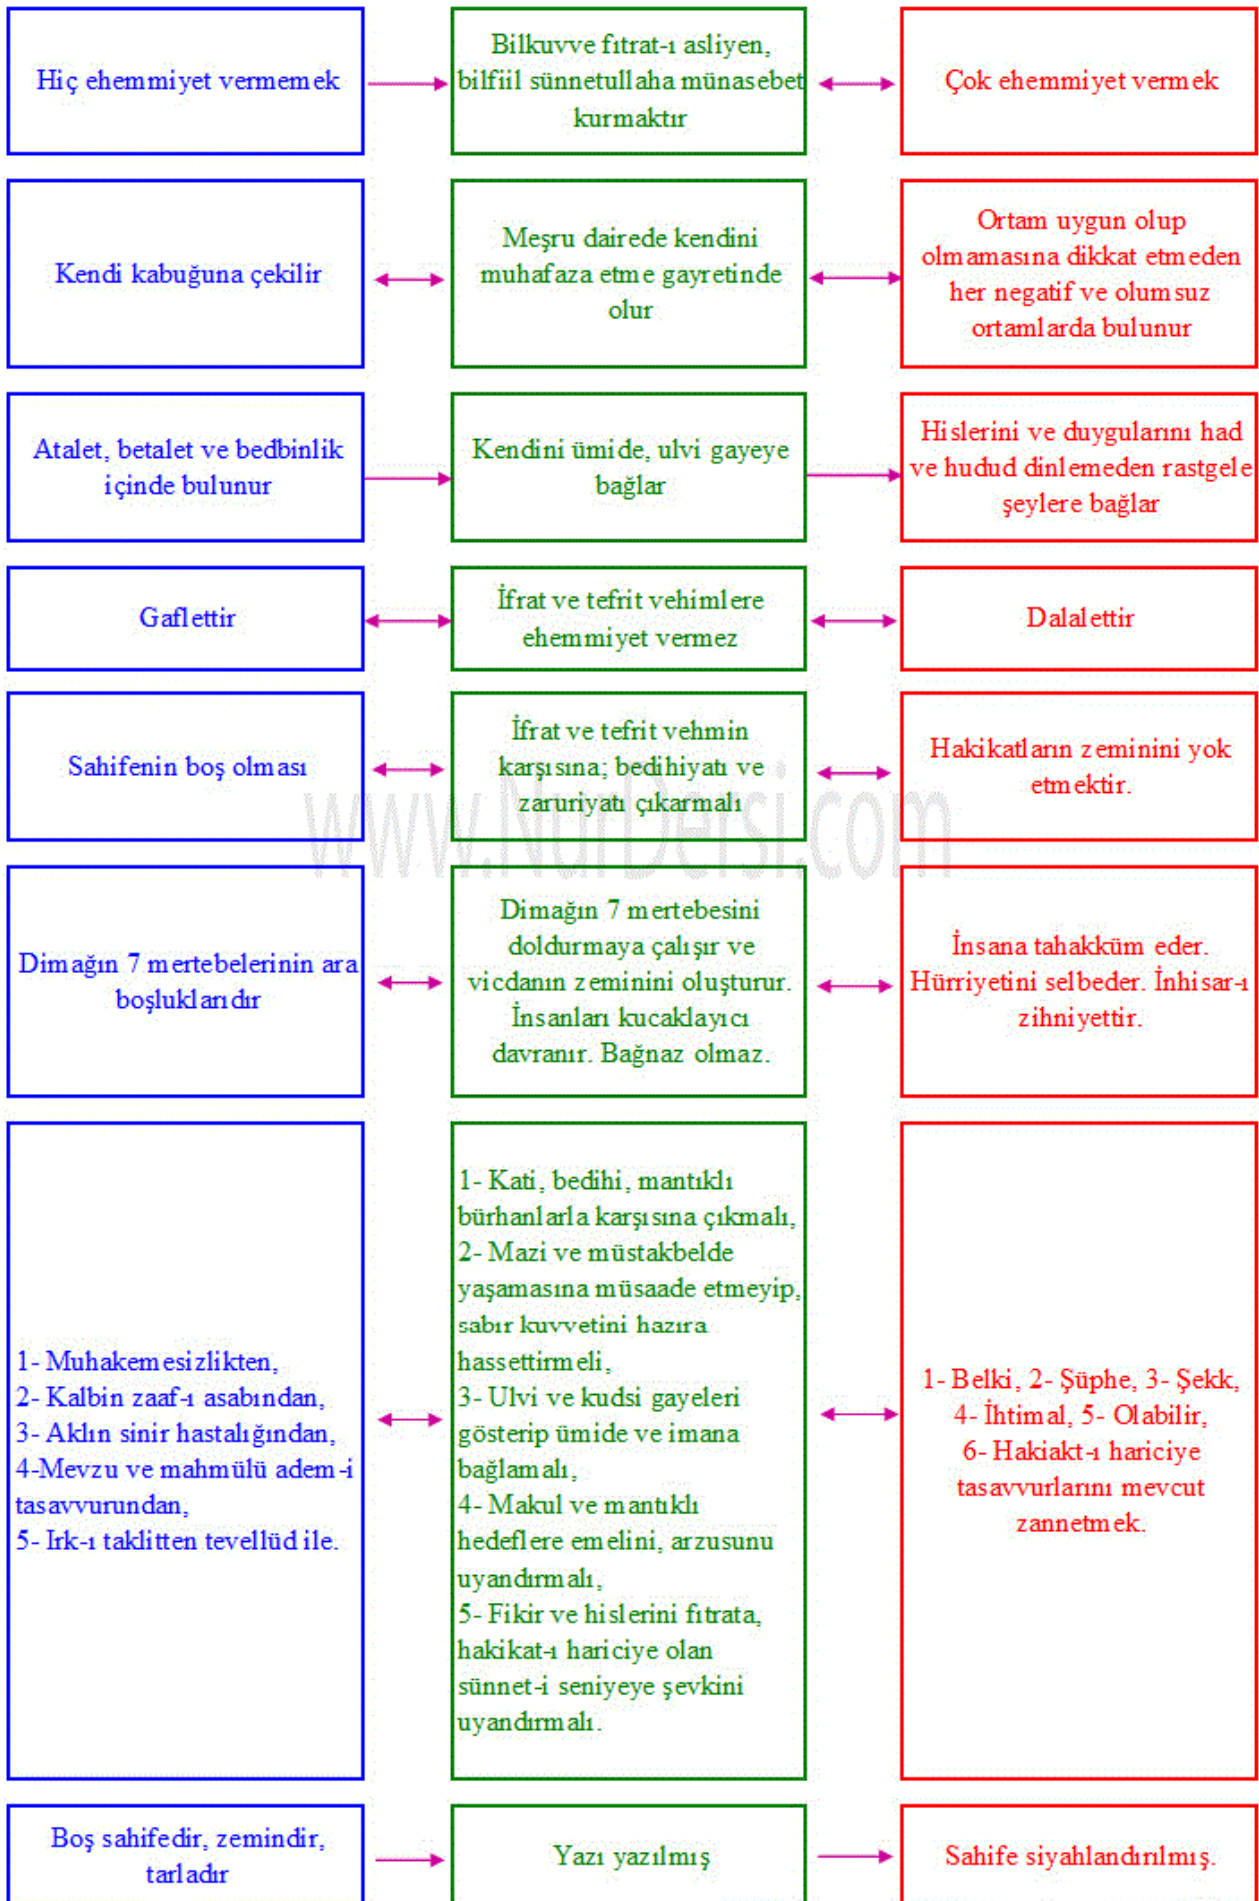 Hiç ehemmiyet vermemek
Bilkuvve fıtrat-ı asliyen,
bilfiil sünnetullaha münasebet
kurmaktır
Çok ehemmiyet vermek
Kendi kabuğuna çekilir
Meşru dairede kendini
muhafaza etme gayretinde
olur
Ortam uygun olup
olmamasına dikkat etmeden
her negatif ve olumsuz
ortamlarda bulunur
Atalet, betalet ve bedbinlik
içinde bulunur
Kendini ümide, ulvi gayeye
bağlar
Hislerini ve duygularını had
ve hudud dinlemeden rastgele
şeylere bağlar
Gaflettir
İfrat ve tefrit vehimlere
ehemmiyet vermez
Dalalettir
Sahifenin boş olması
İfrat ve tefrit vehmin
karşısına; bedihiyatı ve
zaruriyatı çıkarmalı
Hakikatların zeminini yok
etmektir.
www.NurDersi.com
Dimağın 7 mertebelerinin ara
boşluklarıdır
Dimağın 7 mertebesini
doldurmaya çalışır ve
vicdanın zeminini oluşturur.
İnsanları kucaklayıcı
davranır. Bağnaz olmaz.
İnsana tahakküm eder.
Hürriyetini selbeder. İnhisar-ı
zihniyettir.
1- Muhakemesizlikten,
2- Kalbin zaaf-ı asabından,
3- Aklın sinir hastalığından,
4-Mevzu ve mahmülü adem-i
tasavvurundan,
5- Irk-ı taklitten tevellüd ile.
1- Kati, bedihi, mantıklı
bürhanlarla karşısına çıkmalı,
2- Mazi ve müstakbelde
yaşamasına müsaade etmeyip,
sabır kuvvetini hazıra
hassettirmeli,
3- Ulvi ve kudsi gayeleri
gösterip ümide ve imana
bağlamalı,
4- Makul ve mantıklı
hedeflere emelini, arzusunu
uyandırmalı,
5- Fikir ve hislerini fıtrata,
hakikat-ı hariciye olan
sünnet-i seniyeye şevkini
uyandırmalı.
1- Belki, 2- Şüphe, 3- Şekk,
4- İhtimal, 5- Olabilir,
6- Hakiakt-ı hariciye
tasavvurlarını mevcut
zannetmek.
Boş sahifedir, zemindir,
tarladır
Yazı yazılmış
Sahife siyahlandırılmış.